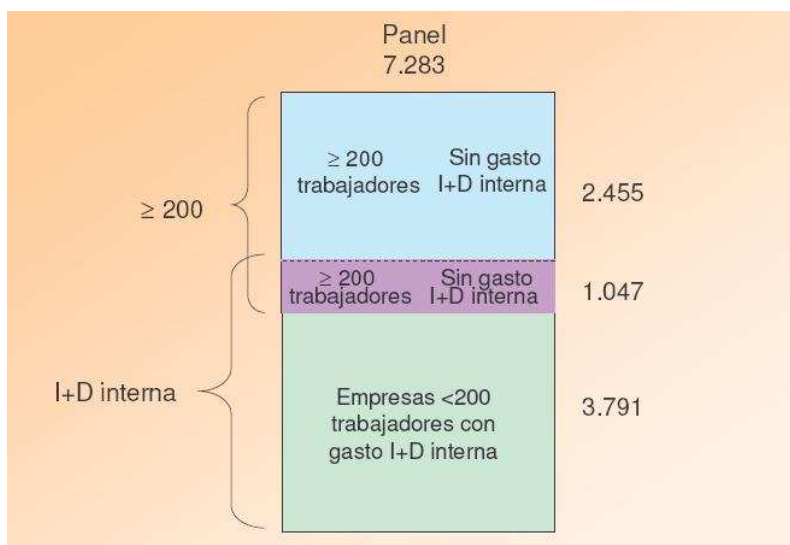 Panel
7.283
≥ 200 Sin gasto
trabajadores I+D interna
2.455
≥ 200
≥ 200 Sin gasto
trabajadores I+D interna
1.047
I+D interna
Empresas <200
trabajadores con
gasto I+D interna
3.791